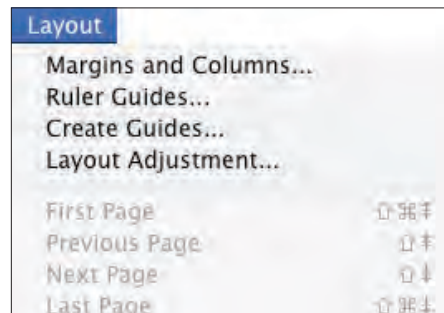 Layout
Margins and Columns...
Ruler Guides...
Create Guides...
Layout Adjustment...
First Page ⇧⌘⇞
Previous Page ⇧⇞
Next Page ⇧⇟
Last Page ⇧⌘⇟